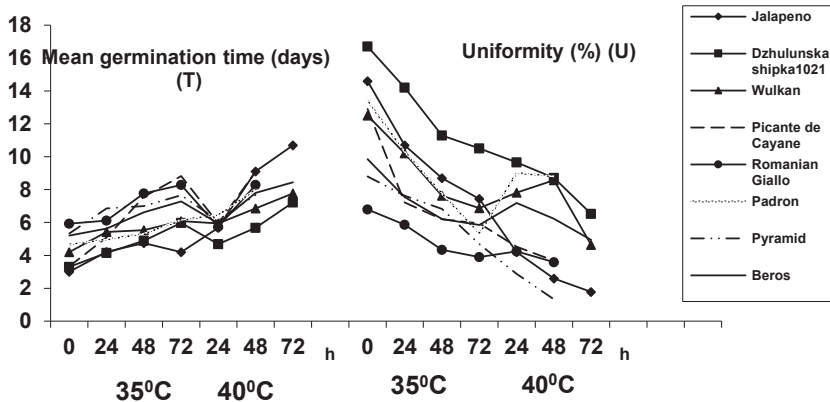 18
16
14
12
10
8
6
4
2
0
Mean germination time (days)
(T)
Uniformity (%) (U)
Jalapeno
Dzhulunska
shipka1021
Wulkan
Picante de
Cayane
Romanian
Giallo
Padron
Pyramid
Beros
0 24 48 72 24 48 72 h 0 24 48 72 24 48 72 h
35⁰C 40⁰C 35⁰C 40⁰C